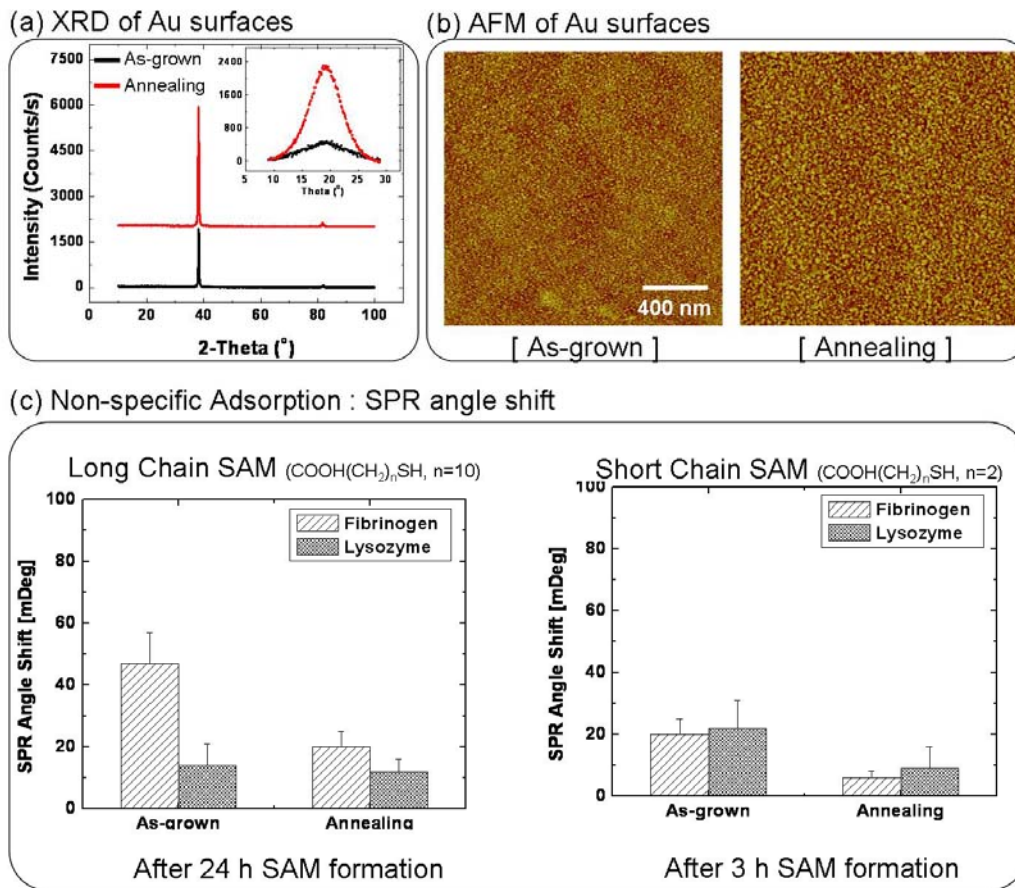 (a) XRD of Au surfaces
7500
6000
4500
3000
1500
0
Intensity (Counts/s)
As-grown
Annealing
2400
1600
800
0
5 10 15 20 25 30
Theta (°)
0 20 40 60 80 100
2-Theta (°)
(b) AFM of Au surfaces
400 nm
[ As-grown ]
[ Annealing ]
(c) Non-specific Adsorption : SPR angle shift
Long Chain SAM (COOH(CH₂)ₙSH, n=10)
100
80
60
40
20
0
SPR Angle Shift [mDeg]
Fibrinogen
Lysozyme
As-grown Annealing
After 24 h SAM formation
Short Chain SAM (COOH(CH₂)ₙSH, n=2)
100
80
60
40
20
0
SPR Angle Shift [mDeg]
Fibrinogen
Lysozyme
As-grown Annealing
After 3 h SAM formation